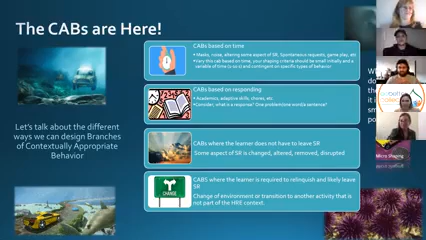 The CABs are Here!
CABs based on time
•Masks, noise, altering some aspect of SR, Spontaneous requests, game play, etc
•Vary this cab based on time, your shaping criteria should be small initially and a
variable of time (x-xx s) and contingent on specific types of behavior
CABs based on responding
•Academics, adaptive skills, chores, etc
•Consider, what is a response? One problem/one word/a sentence?
Let's talk about the different
ways we can design Branches
of Contextually Appropriate
Behavior
CABs where the learner does not have to leave SR
Some aspect of SR is changed, altered, removed, disrupted
CHANGE
CABS where the learner is required to relinquish and likely leave
SR
Change of environment or transition to another activity that is
not part of the HRE context.
Micro shaping